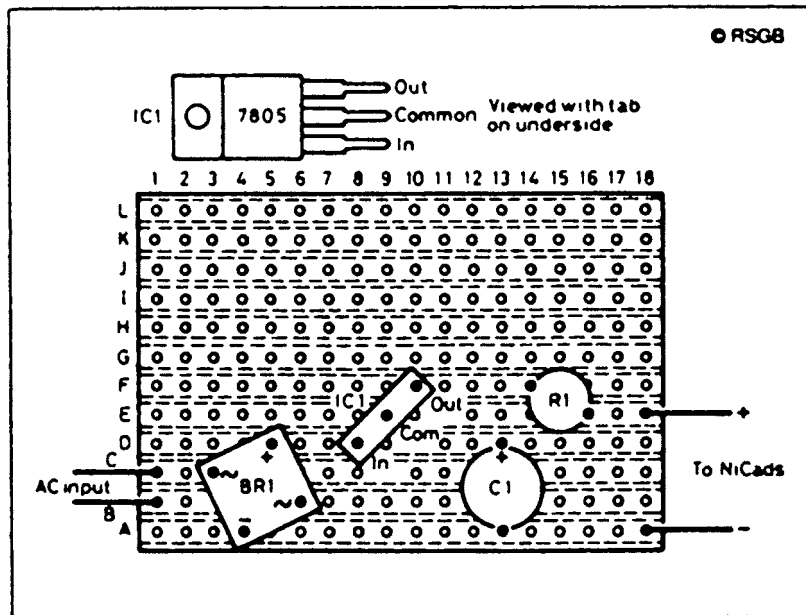 © RSGB
Out
IC1
7805
Common
Viewed with tab
on underside
In
1 2 3 4 5 6 7 8 9 10 11 12 13 14 15 16 17 18
L
K
J
I
H
G
F
E
D
C
B
A
IC1
Out
Com
In
R1
+
+
~
BR1
~
−
+
C1
AC input
To NiCads
−